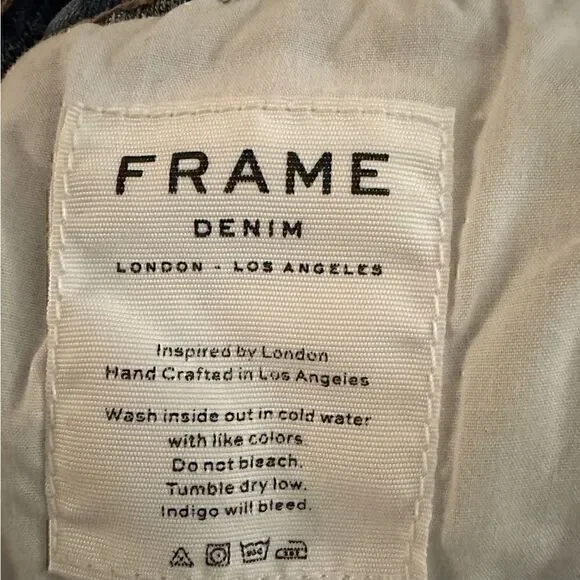 FRAME
DENIM
LONDON - LOS ANGELES
Inspired by London
Hand Crafted in Los Angeles
Wash inside out in cold water
with like colors
Do not bleach.
Tumble dry low.
Indigo will bleed.